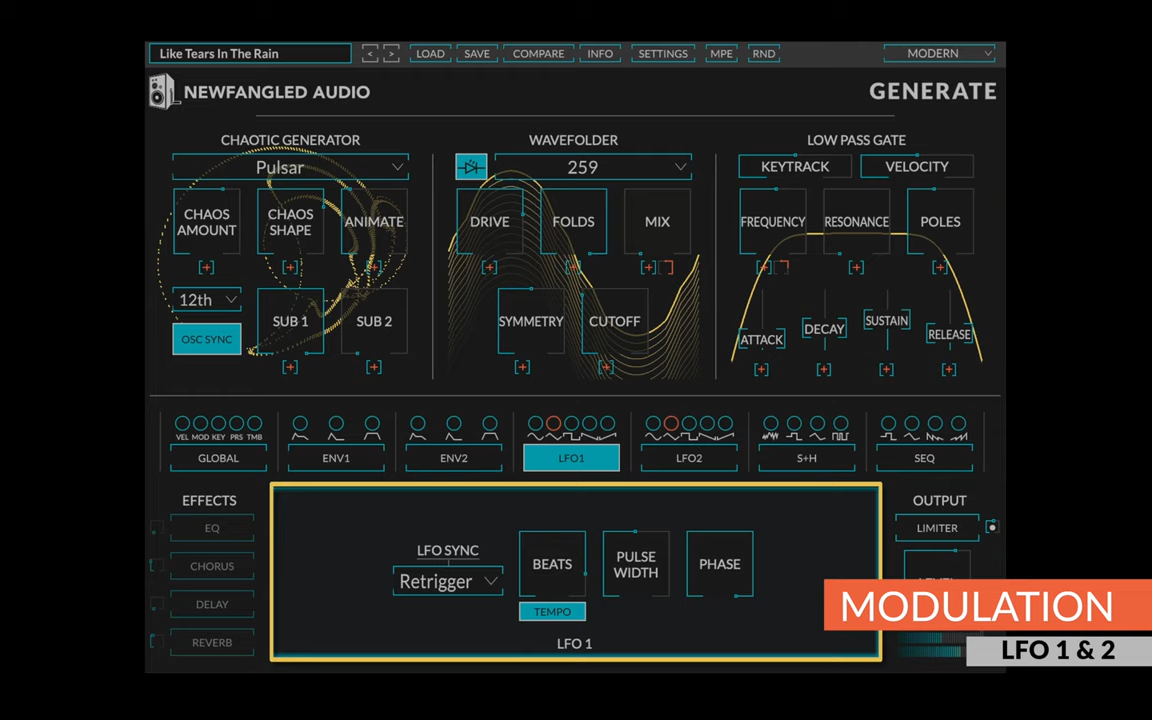 Like Tears In The Rain < > LOAD SAVE COMPARE INFO SETTINGS MPE RND MODERN
NEWFANGLED AUDIO GENERATE
CHAOTIC GENERATOR WAVEFOLDER LOW PASS GATE
Pulsar 259 KEYTRACK VELOCITY
CHAOS AMOUNT CHAOS SHAPE ANIMATE DRIVE FOLDS MIX FREQUENCY RESONANCE POLES
[+] [+] [+] [+] [+] [+] [+] [+] [+]
12th
OSC SYNC SUB 1 SUB 2 SYMMETRY CUTOFF ATTACK DECAY SUSTAIN RELEASE
[+] [+] [+] [+] [+] [+] [+] [+]
VEL MOD KEY PRS TMB
GLOBAL ENV1 ENV2 LFO1 LFO2 S+H SEQ
EFFECTS
EQ
CHORUS
DELAY
REVERB
LFO SYNC
Retrigger
BEATS
TEMPO
PULSE WIDTH
PHASE
LFO 1
OUTPUT
LIMITER
MODULATION
LFO 1 & 2